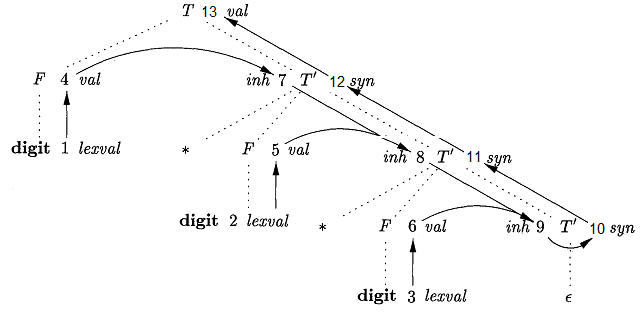 T 13 val
F 4 val inh 7 T′ 12 syn
digit 1 lexval * F 5 val inh 8 T′ 11 syn
digit 2 lexval * F 6 val inh 9 T′ 10 syn
digit 3 lexval ϵ